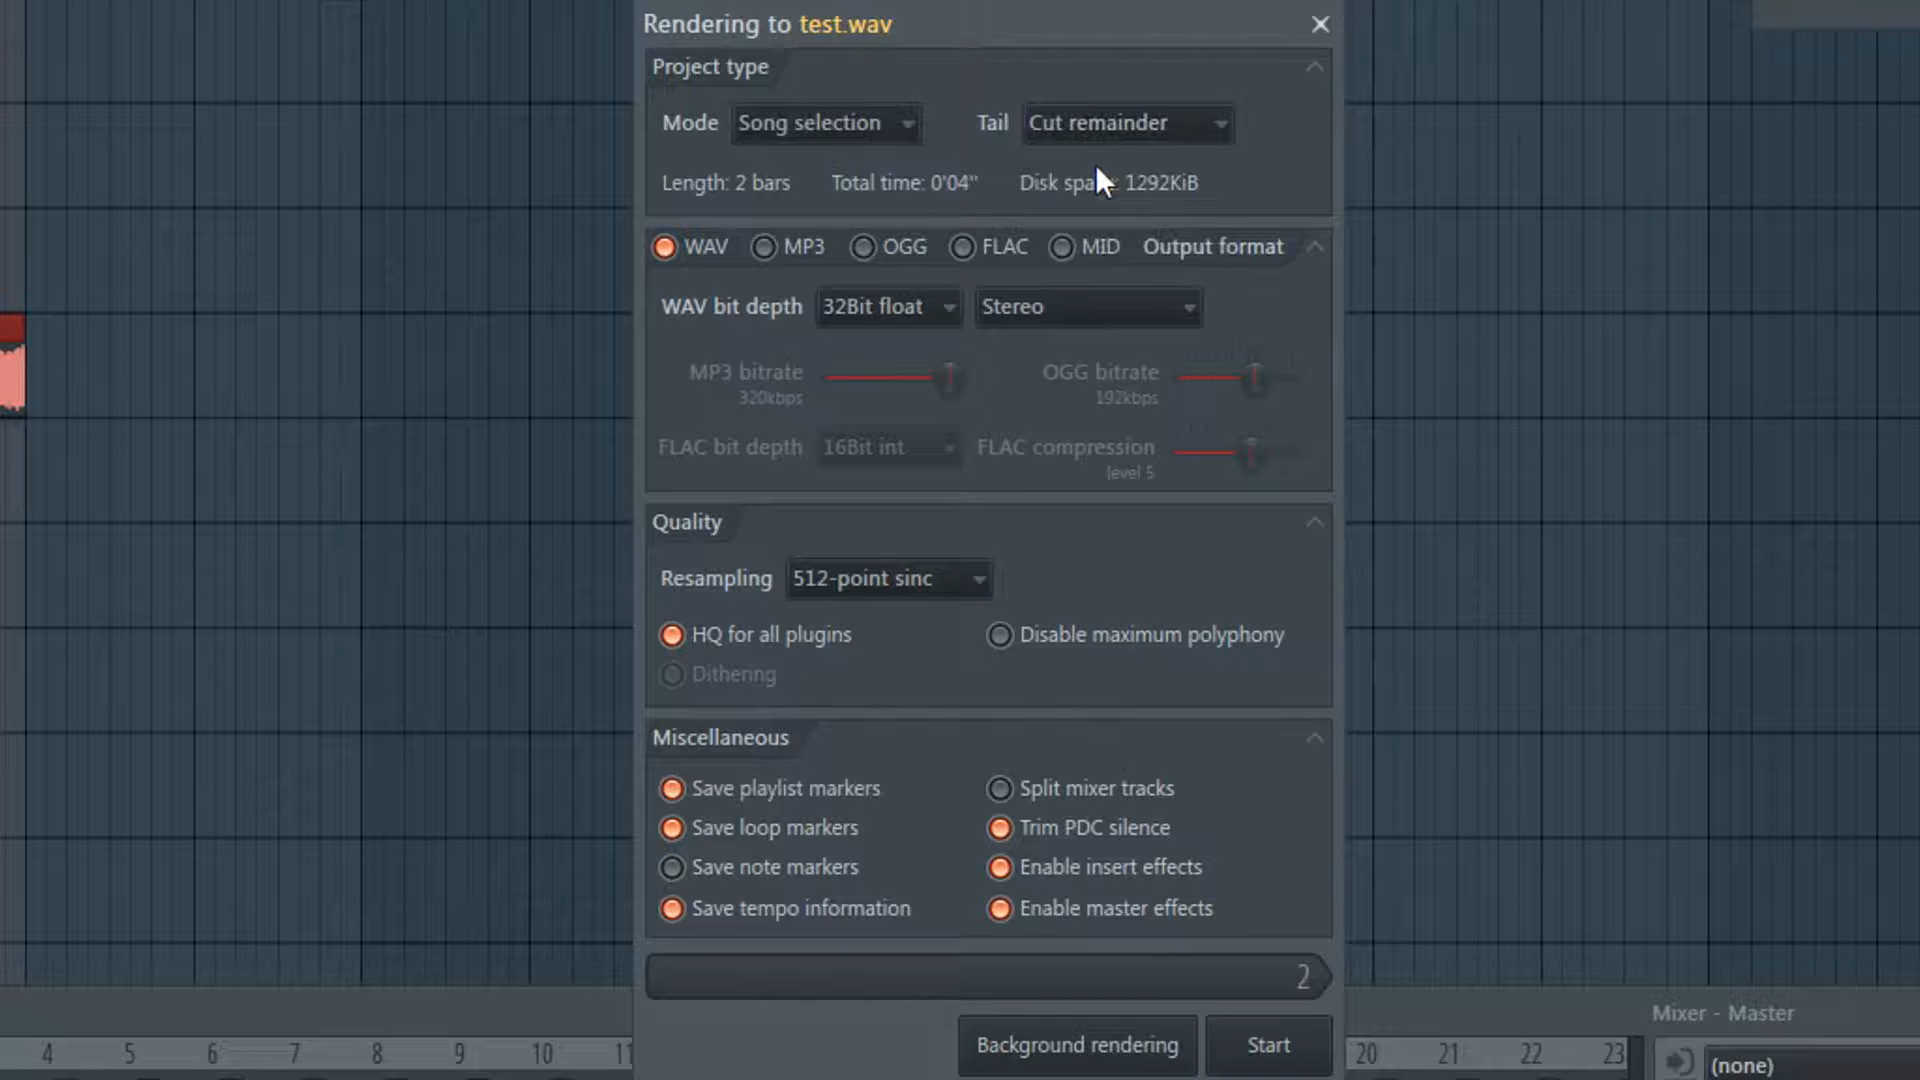 Rendering to test.wav
Project type
Mode Song selection Tail Cut remainder
Length: 2 bars Total time: 0'04'' Disk spa : 1292KiB
WAV MP3 OGG FLAC MID Output format
WAV bit depth 32Bit float Stereo
MP3 bitrate OGG bitrate
320kbps 192kbps
FLAC bit depth 16Bit int FLAC compression
level 5
Quality
Resampling 512-point sinc
HQ for all plugins Disable maximum polyphony
Dithering
Miscellaneous
Save playlist markers Split mixer tracks
Save loop markers Trim PDC silence
Save note markers Enable insert effects
Save tempo information Enable master effects
2
Mixer - Master
Background rendering Start
4 5 6 7 8 9 10 11 20 21 22 23
(none)